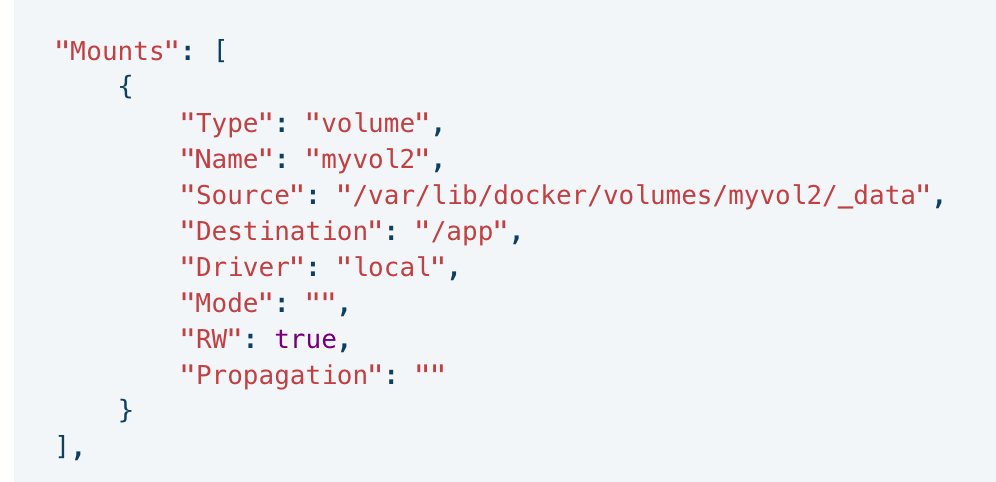 "Mounts": [
    {
        "Type": "volume",
        "Name": "myvol2",
        "Source": "/var/lib/docker/volumes/myvol2/_data",
        "Destination": "/app",
        "Driver": "local",
        "Mode": "",
        "RW": true,
        "Propagation": ""
    }
],